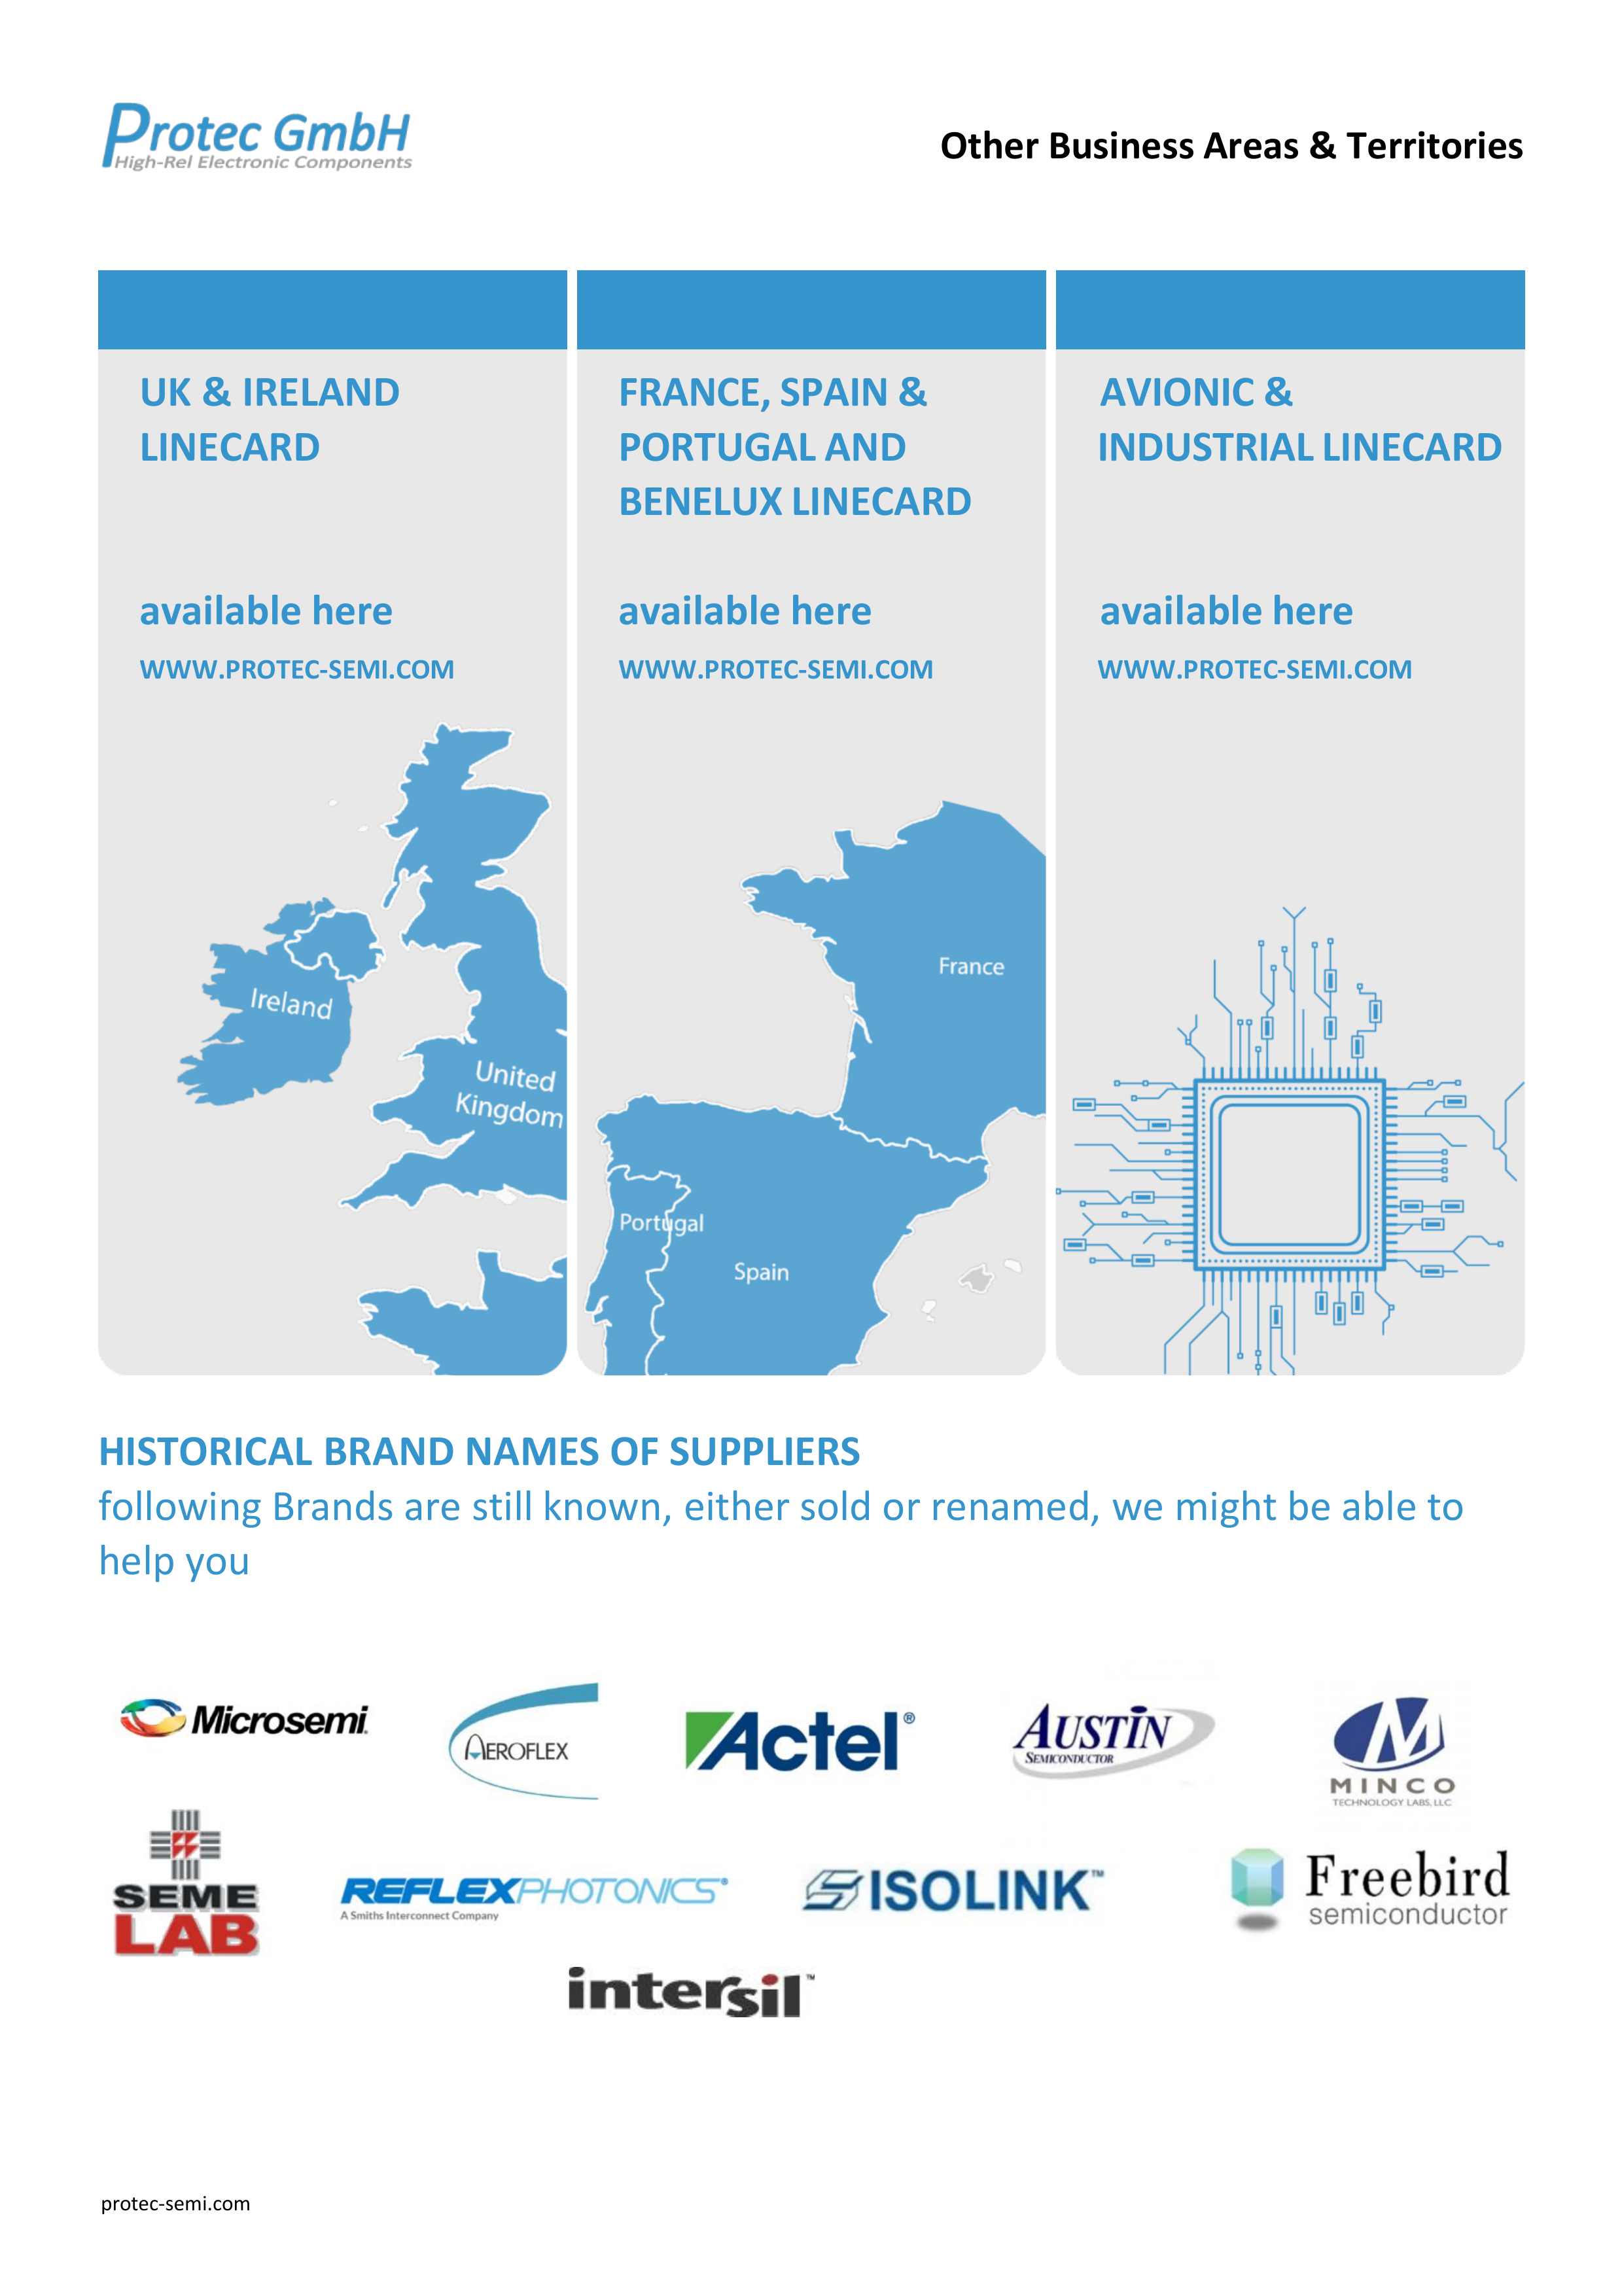 Protec GmbH
High-Rel Electronic Components
Other Business Areas & Territories
UK & IRELAND
LINECARD
available here
WWW.PROTEC-SEMI.COM
Ireland
United
Kingdom
FRANCE, SPAIN &
PORTUGAL AND
BENELUX LINECARD
available here
WWW.PROTEC-SEMI.COM
France
Portugal
Spain
AVIONIC &
INDUSTRIAL LINECARD
available here
WWW.PROTEC-SEMI.COM
HISTORICAL BRAND NAMES OF SUPPLIERS
following Brands are still known, either sold or renamed, we might be able to
help you
Microsemi.
AEROFLEX
Actel®
AUSTIN
SEMICONDUCTOR
M
MINCO
TECHNOLOGY LABS, LLC
SEME
LAB
REFLEXPHOTONICS®
A Smiths Interconnect Company
ISOLINK™
Freebird
semiconductor
intersil™
protec-semi.com